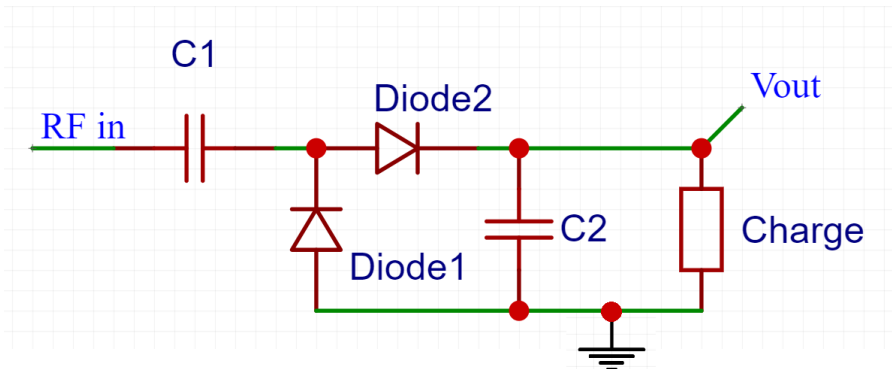 C1
Diode2
Vout
RF in
C2
Charge
Diode1